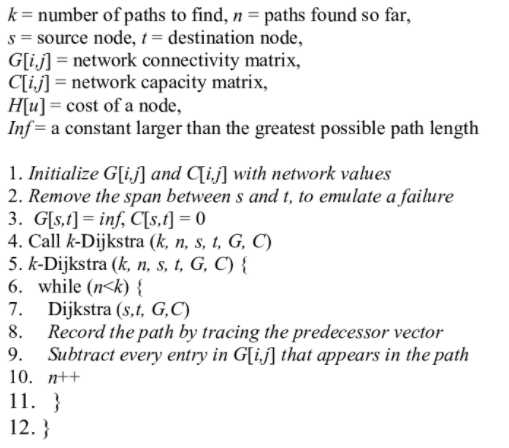 k = number of paths to find, n = paths found so far,
s = source node, t = destination node,
G[i,j] = network connectivity matrix,
C[i,j] = network capacity matrix,
H[u] = cost of a node,
Inf = a constant larger than the greatest possible path length
1. Initialize G[i,j] and C[i,j] with network values
2. Remove the span between s and t, to emulate a failure
3. G[s,t] = inf, C[s,t] = 0
4. Call k-Dijkstra (k, n, s, t, G, C)
5. k-Dijkstra (k, n, s, t, G, C) {
6. while (n<k) {
7. Dijkstra (s,t, G,C)
8. Record the path by tracing the predecessor vector
9. Subtract every entry in G[i,j] that appears in the path
10. n++
11. }
12. }